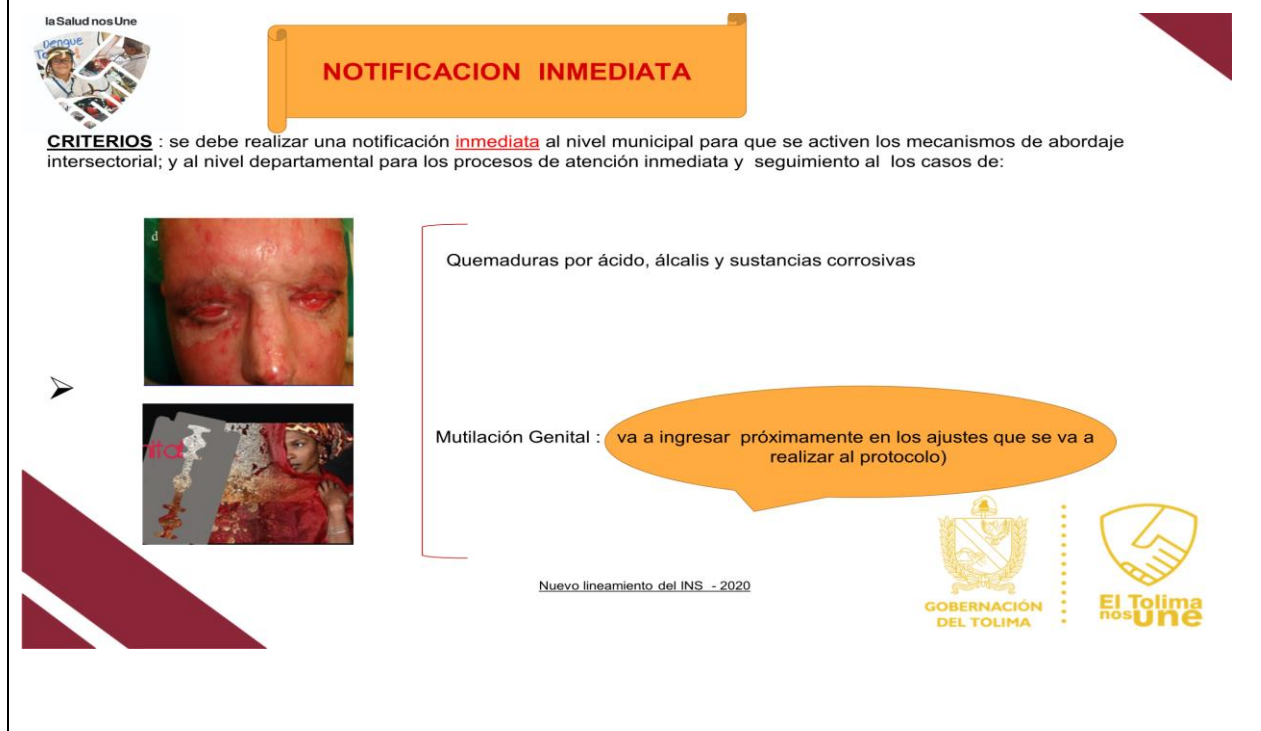 la Salud nos Une
Dengue
NOTIFICACION INMEDIATA
CRITERIOS : se debe realizar una notificación inmediata al nivel municipal para que se activen los mecanismos de abordaje
intersectorial; y al nivel departamental para los procesos de atención inmediata y seguimiento al los casos de:
d
Quemaduras por ácido, álcalis y sustancias corrosivas
Mutilación Genital : va a ingresar próximamente en los ajustes que se va a
realizar al protocolo)
Nuevo lineamiento del INS - 2020
GOBERNACIÓN
DEL TOLIMA
El Tolima
nos une